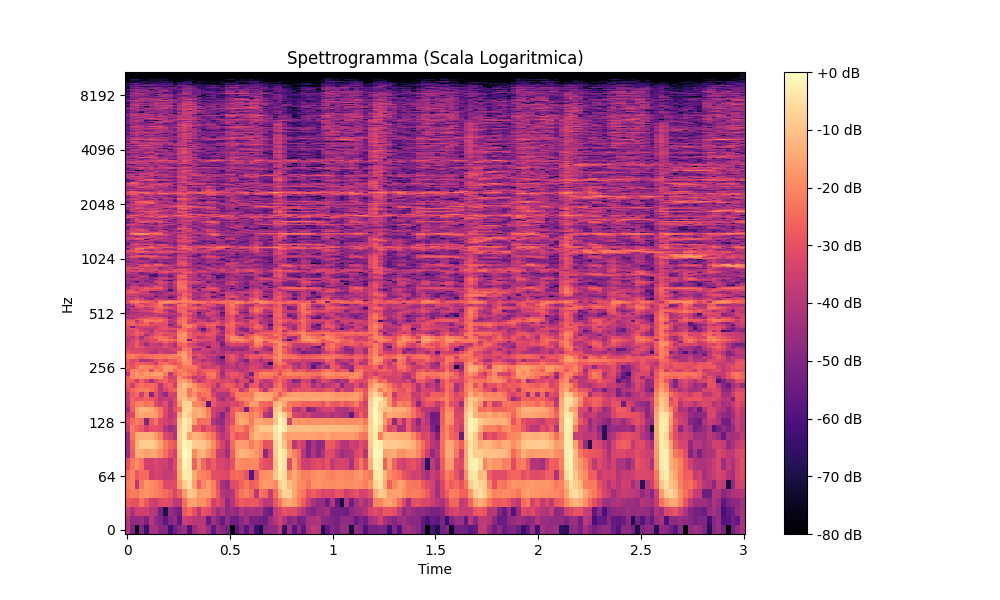 Spettrogramma (Scala Logaritmica)
Hz
8192
4096
2048
1024
512
256
128
64
0
0 0.5 1 1.5 2 2.5 3
Time
+0 dB
-10 dB
-20 dB
-30 dB
-40 dB
-50 dB
-60 dB
-70 dB
-80 dB